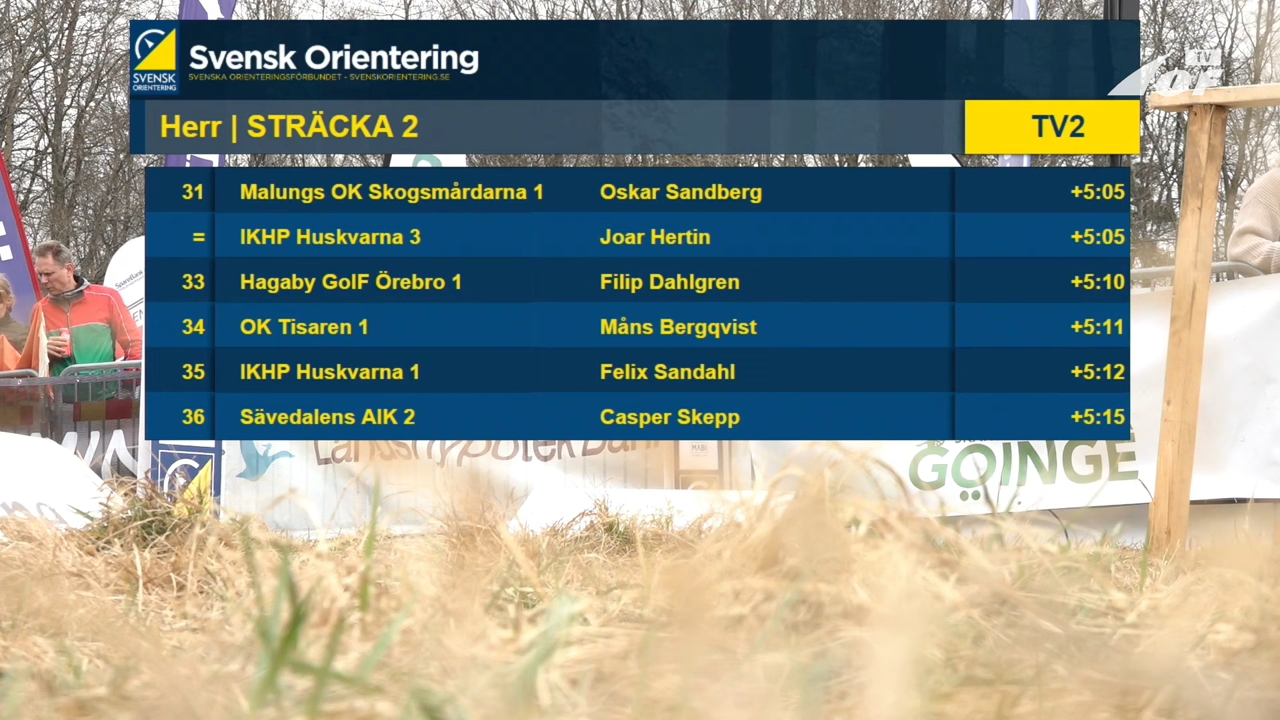 Svensk Orientering
SVENSKA ORIENTERINGSFÖRBUNDET - SVENSKORIENTERING.SE
SVENSK
ORIENTERING
TV
Herr | STRÄCKA 2
TV2
31 Malungs OK Skogsmårdarna 1 Oskar Sandberg +5:05
= IKHP Huskvarna 3 Joar Hertin +5:05
33 Hagaby GoIF Örebro 1 Filip Dahlgren +5:10
34 OK Tisaren 1 Måns Bergqvist +5:11
35 IKHP Huskvarna 1 Felix Sandahl +5:12
36 Sävedalens AIK 2 Casper Skepp +5:15
GÖINGE